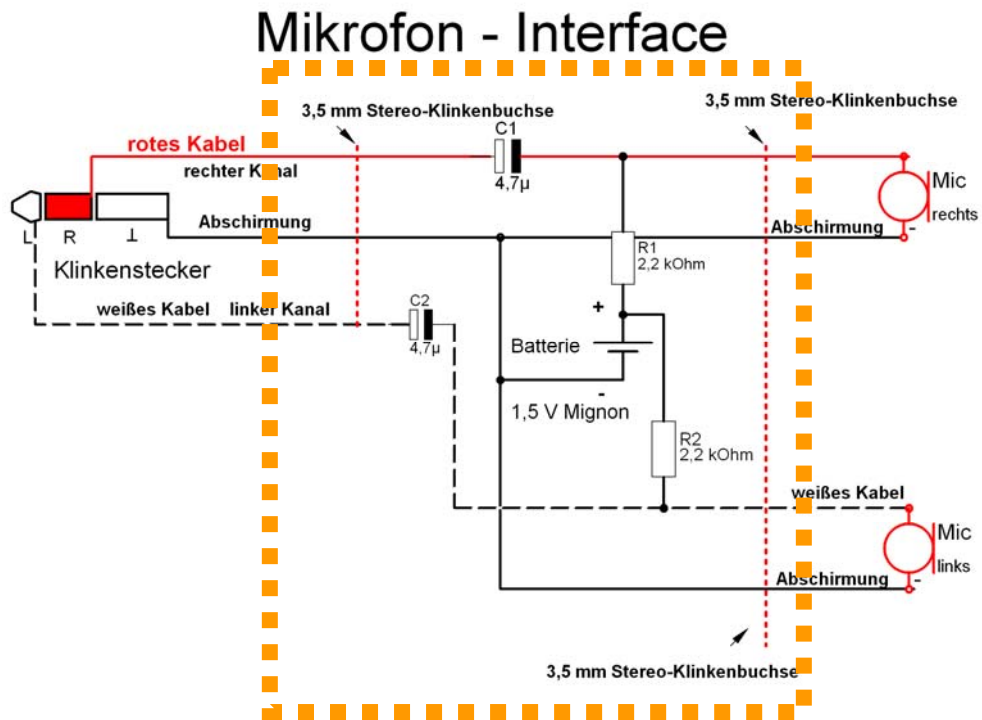 Mikrofon - Interface
3,5 mm Stereo-Klinkenbuchse
3,5 mm Stereo-Klinkenbuchse
C1
rotes Kabel
rechter Kanal
4,7µ
Mic
rechts
-
Abschirmung
Abschirmung
L
R
⊥
R1
2,2 kOhm
Klinkenstecker
C2
weißes Kabel
linker Kanal
+
4,7µ
Batterie
-
1,5 V Mignon
R2
2,2 kOhm
weißes Kabel
Mic
links
-
Abschirmung
3,5 mm Stereo-Klinkenbuchse